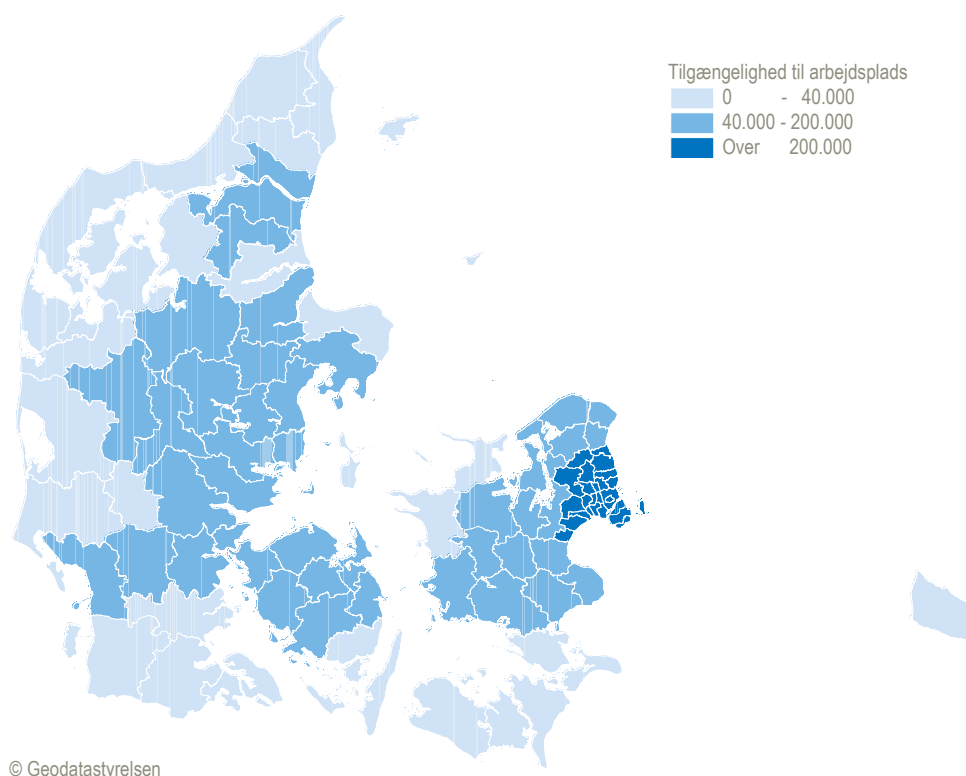 Tilgængelighed til arbejdsplads
0 - 40.000
40.000 - 200.000
Over 200.000
© Geodatastyrelsen